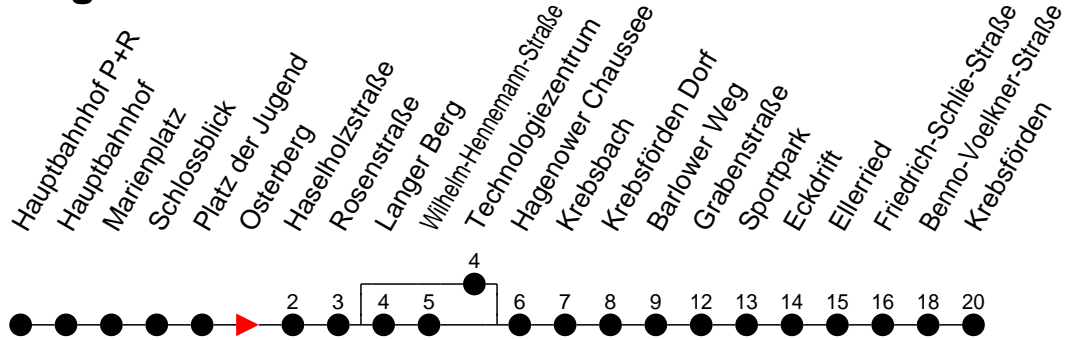 Hauptbahnhof P+R
Hauptbahnhof
Marienplatz
Schlossblick
Platz der Jugend
Osterberg
Haselholzstraße
Rosenstraße
Langer Berg
Wilhelm-Hennemann-Straße
Technologiezentrum
Hagenower Chaussee
Krebsbach
Krebsförden Dorf
Barlower Weg
Grabenstraße
Sportpark
Eckdrift
Ellerried
Friedrich-Schlie-Straße
Benno-Voelkner-Straße
Krebsförden
4
2 3 4 5 6 7 8 9 12 13 14 15 16 18 20